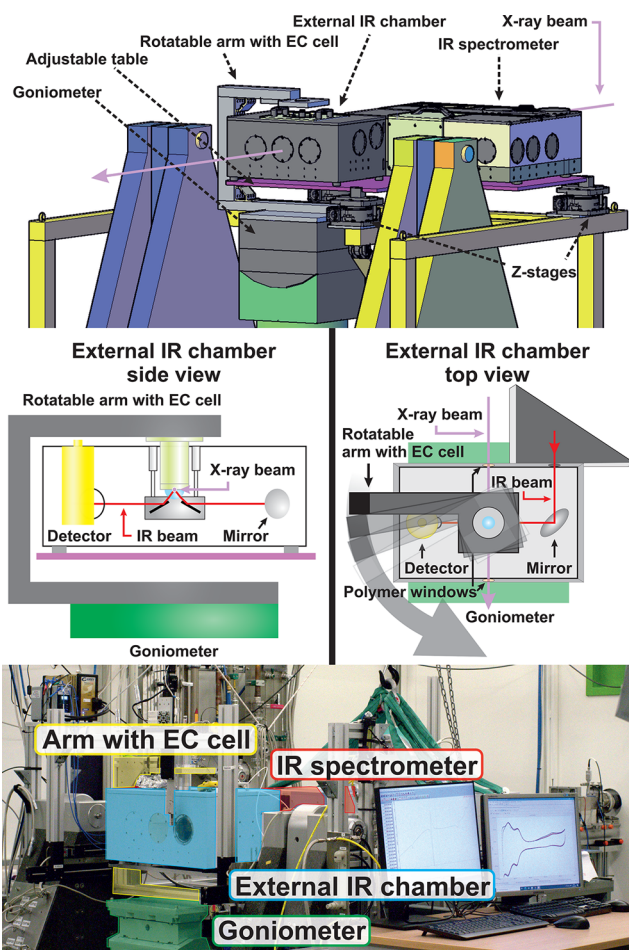 External IR chamber
X-ray beam
Rotatable arm with EC cell
IR spectrometer
Adjustable table
Goniometer
Z-stages
External IR chamber
side view
Rotatable arm with EC cell
X-ray beam
Detector
IR beam
Mirror
Goniometer
External IR chamber
top view
X-ray beam
Rotatable
arm with EC cell
IR beam
Detector
Mirror
Polymer windows
Goniometer
Arm with EC cell
IR spectrometer
External IR chamber
Goniometer